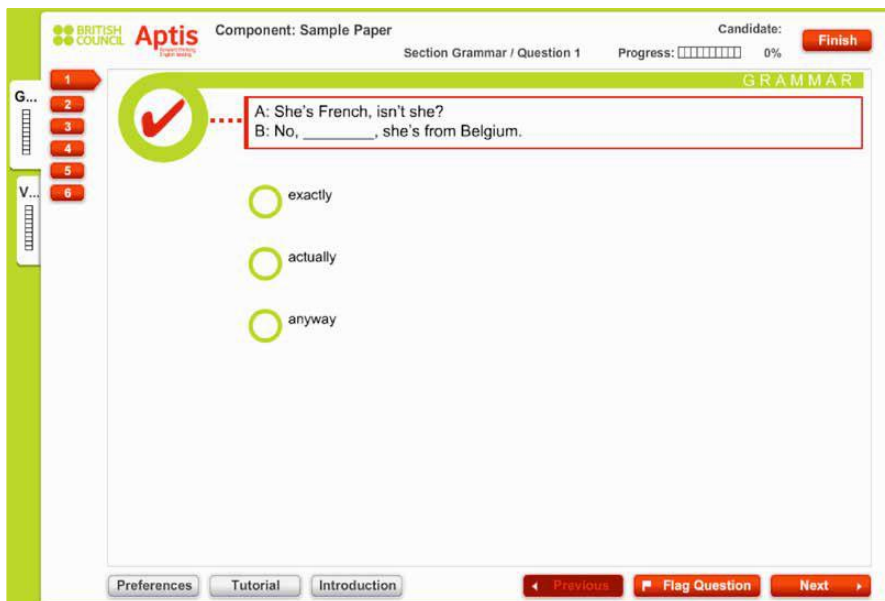 BRITISH
COUNCIL
Aptis
Component: Sample Paper
Candidate:
Section Grammar / Question 1
Progress:
0%
Finish
G...
V...
1
2
3
4
5
6
GRAMMAR
A: She's French, isn't she?
B: No, _________, she's from Belgium.
exactly
actually
anyway
Preferences
Tutorial
Introduction
Previous
Flag Question
Next